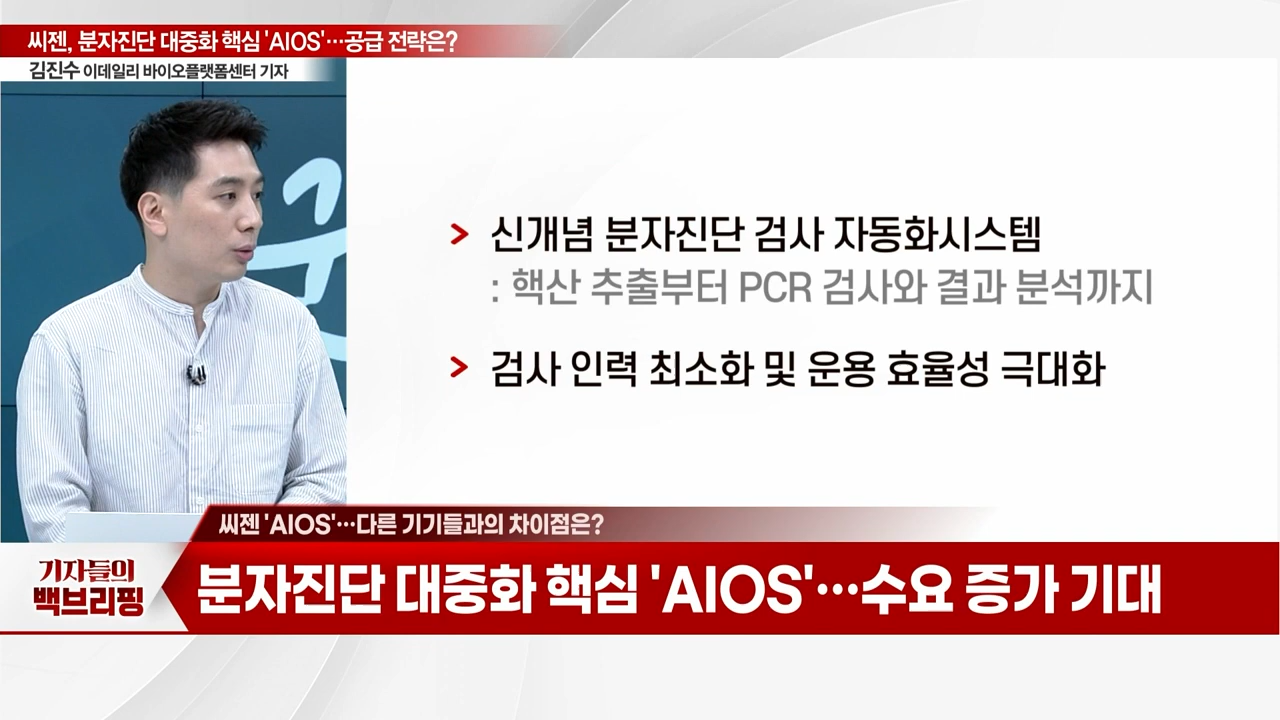 씨젠, 분자진단 대중화 핵심 'AIOS'…공급 전략은?
김진수 이데일리 바이오플랫폼센터 기자
> 신개념 분자진단 검사 자동화시스템
: 핵산 추출부터 PCR 검사와 결과 분석까지
> 검사 인력 최소화 및 운용 효율성 극대화
씨젠 'AIOS'…다른 기기들과의 차이점은?
기자들의
백브리핑
분자진단 대중화 핵심 'AIOS'…수요 증가 기대